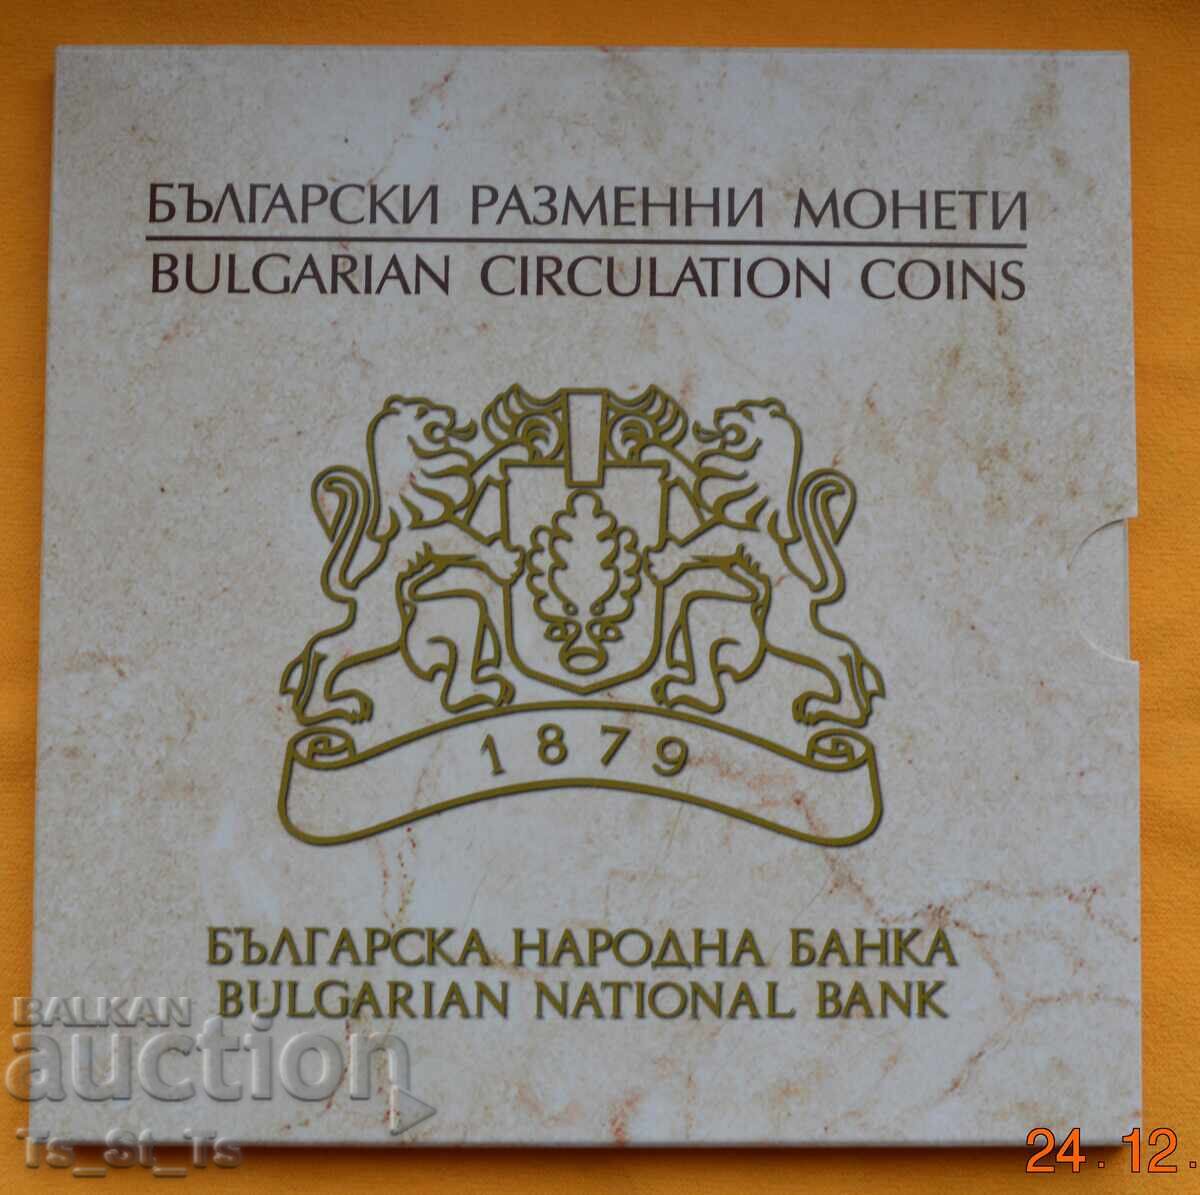 БЪЛГАРСКИ РАЗМЕННИ МОНЕТИ
BULGARIAN CIRCULATION COINS
1879
БЪЛГАРСКА НАРОДНА БАНКА
BULGARIAN NATIONAL BANK
BALKAN
auction
Ts_St_Ts
24.12.